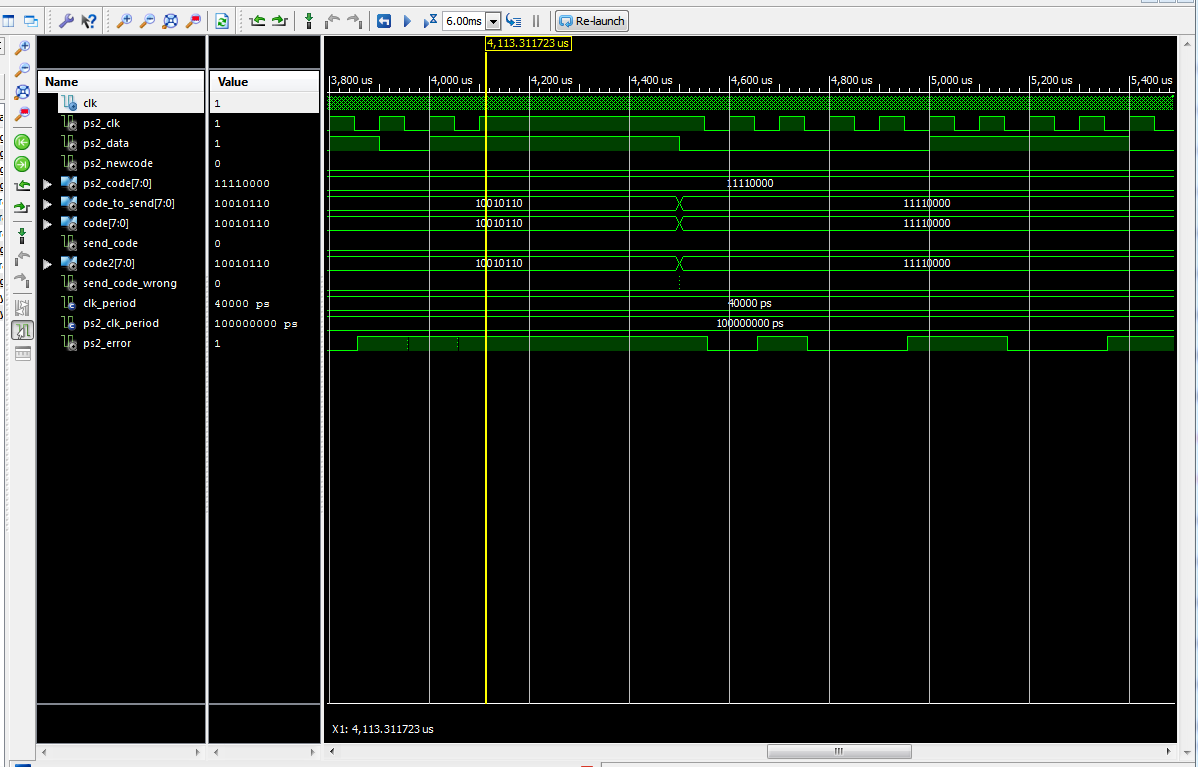 6.00ms Re-launch
4,113.311723 us
Name Value
3,800 us 4,000 us 4,200 us 4,400 us 4,600 us 4,800 us 5,000 us 5,200 us 5,400 us
clk 1
ps2_clk 1
ps2_data 1
ps2_newcode 0
ps2_code[7:0] 11110000 11110000
code_to_send[7:0] 10010110 10010110 11110000
code[7:0] 10010110 10010110 11110000
send_code 0
code2[7:0] 10010110 10010110 11110000
send_code_wrong 0
clk_period 40000 ps 40000 ps
ps2_clk_period 100000000 ps 100000000 ps
ps2_error 1
X1: 4,113.311723 us